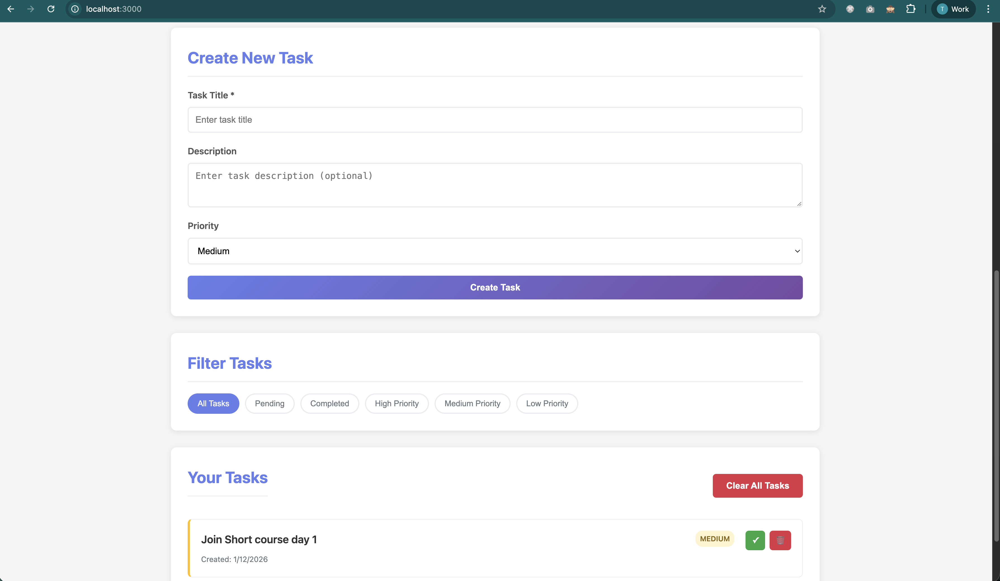 localhost:3000
T Work
Create New Task
Task Title *
Enter task title
Description
Enter task description (optional)
Priority
Medium
Create Task
Filter Tasks
All Tasks Pending Completed High Priority Medium Priority Low Priority
Your Tasks
Clear All Tasks
Join Short course day 1
MEDIUM
Created: 1/12/2026